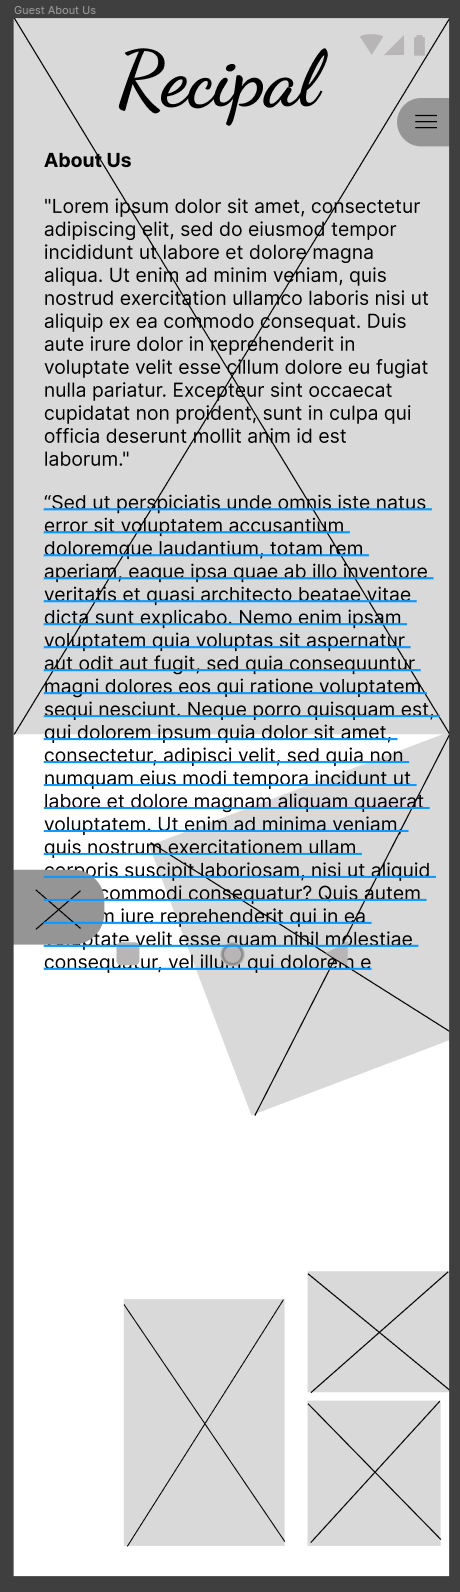 Guest About Us
Recipal
About Us
"Lorem ipsum dolor sit amet, consectetur
adipiscing elit, sed do eiusmod tempor
incididunt ut labore et dolore magna
aliqua. Ut enim ad minim veniam, quis
nostrud exercitation ullamco laboris nisi ut
aliquip ex ea commodo consequat. Duis
aute irure dolor in reprehenderit in
voluptate velit esse cillum dolore eu fugiat
nulla pariatur. Excepteur sint occaecat
cupidatat non proident, sunt in culpa qui
officia deserunt mollit anim id est
laborum."
“Sed ut perspiciatis unde omnis iste natus
error sit voluptatem accusantium
doloremque laudantium, totam rem
aperiam, eaque ipsa quae ab illo inventore
veritatis et quasi architecto beatae vitae
dicta sunt explicabo. Nemo enim ipsam
voluptatem quia voluptas sit aspernatur
aut odit aut fugit, sed quia consequuntur
magni dolores eos qui ratione voluptatem
sequi nesciunt. Neque porro quisquam est,
qui dolorem ipsum quia dolor sit amet,
consectetur, adipisci velit, sed quia non
numquam eius modi tempora incidunt ut
labore et dolore magnam aliquam quaerat
voluptatem. Ut enim ad minima veniam,
quis nostrum exercitationem ullam
corporis suscipit laboriosam, nisi ut aliquid
commodi consequatur? Quis autem
iure reprehenderit qui in ea
voluptate velit esse quam nihil molestiae
consequatur, vel illum qui dolorem e